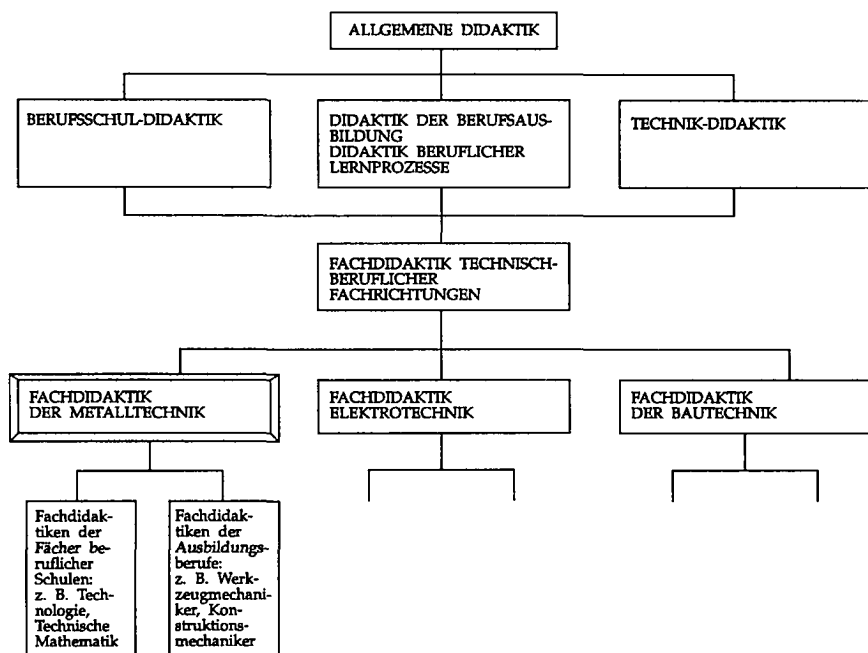 ALLGEMEINE DIDAKTIK
BERUFSSCHUL-DIDAKTIK
DIDAKTIK DER BERUFSAUS-
BILDUNG
DIDAKTIK BERUFLICHER
LERNPROZESSE
TECHNIK-DIDAKTIK
FACHDIDAKTIK TECHNISCH-
BERUFLICHER
FACHRICHTUNGEN
FACHDIDAKTIK
DER METALLTECHNIK
FACHDIDAKTIK
ELEKTROTECHNIK
FACHDIDAKTIK
DER BAUTECHNIK
Fachdidak-
tiken der
Fächer be-
ruflicher
Schulen:
z. B. Tech-
nologie,
Technische
Mathematik
Fachdidak-
tiken der
Ausbildungs-
berufe:
z. B. Werk-
zeugmechani-
ker, Kon-
struktions-
mechaniker